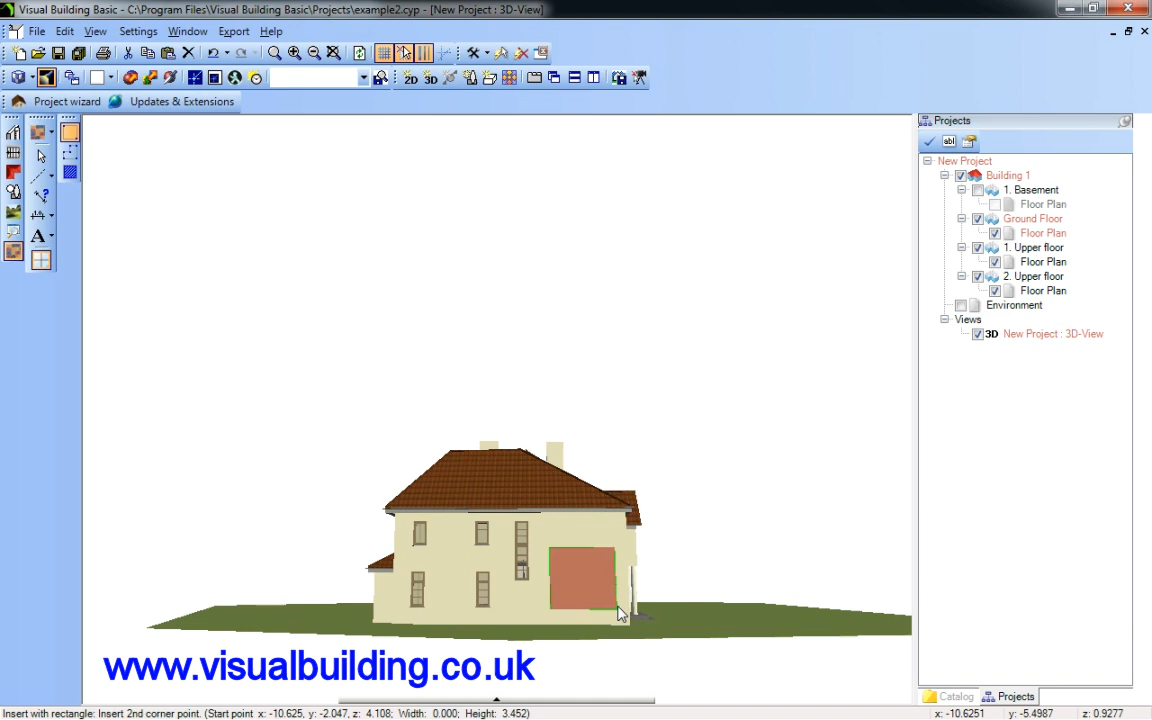 Visual Building Basic - C:\Program Files\Visual Building Basic\Projects\example2.cyp - [New Project : 3D-View]
File Edit View Settings Window Export Help
2D 3D
Project wizard Updates & Extensions
Projects
abl
New Project
Building 1
1. Basement
Floor Plan
Ground Floor
Floor Plan
1. Upper floor
Floor Plan
2. Upper floor
Floor Plan
Environment
Views
3D New Project : 3D-View
A
www.visualbuilding.co.uk
Catalog Projects
Insert with rectangle: Insert 2nd corner point. (Start point x: -10.625, y: -2.047, z: 4.108; Width: 0.000; Height: 3.452) x: -10.6251 y: -5.4987 z: 0.9277